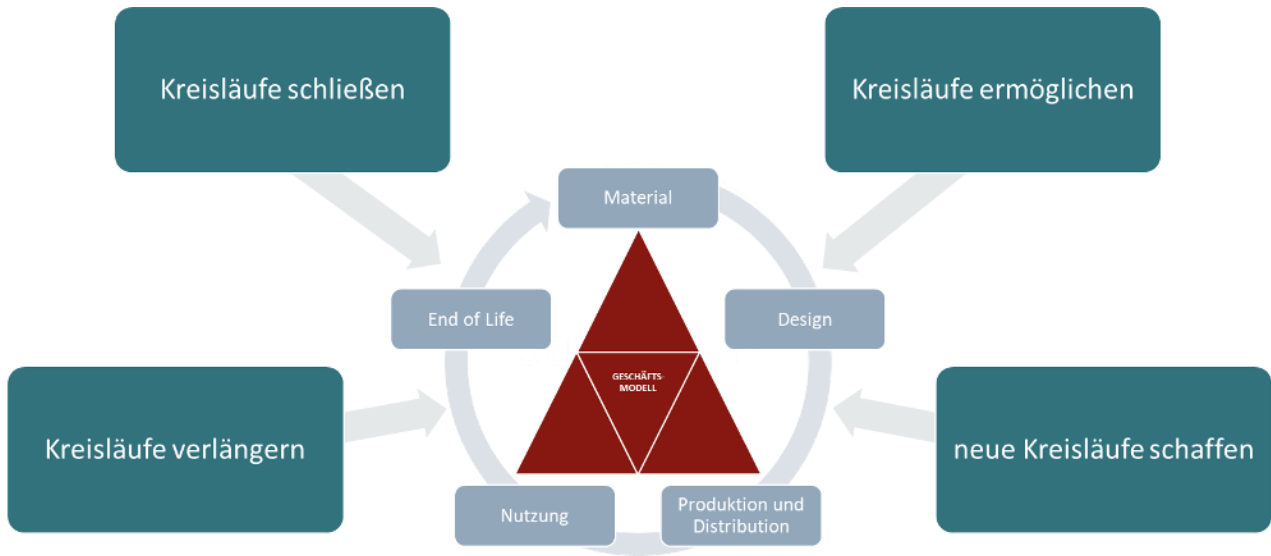 Kreisläufe schließen
Kreisläufe ermöglichen
Material
End of Life
Design
GESCHÄFTS-
MODELL
Kreisläufe verlängern
neue Kreisläufe schaffen
Nutzung
Produktion und
Distribution